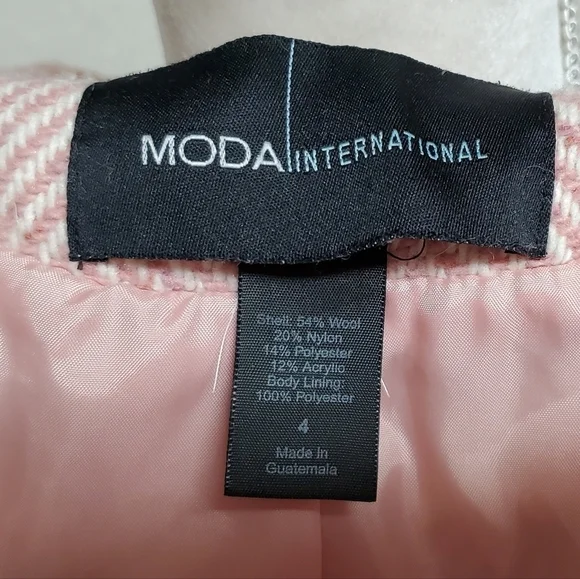 MODA INTERNATIONAL
Shell: 54% Wool
20% Nylon
14% Polyester
12% Acrylic
Body Lining:
100% Polyester
4
Made In
Guatemala